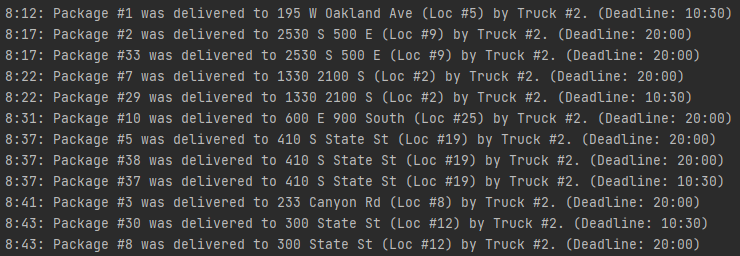 8:12: Package #1 was delivered to 195 W Oakland Ave (Loc #5) by Truck #2. (Deadline: 10:30)
8:17: Package #2 was delivered to 2530 S 500 E (Loc #9) by Truck #2. (Deadline: 20:00)
8:17: Package #33 was delivered to 2530 S 500 E (Loc #9) by Truck #2. (Deadline: 20:00)
8:22: Package #7 was delivered to 1330 2100 S (Loc #2) by Truck #2. (Deadline: 20:00)
8:22: Package #29 was delivered to 1330 2100 S (Loc #2) by Truck #2. (Deadline: 10:30)
8:31: Package #10 was delivered to 600 E 900 South (Loc #25) by Truck #2. (Deadline: 20:00)
8:37: Package #5 was delivered to 410 S State St (Loc #19) by Truck #2. (Deadline: 20:00)
8:37: Package #38 was delivered to 410 S State St (Loc #19) by Truck #2. (Deadline: 20:00)
8:37: Package #37 was delivered to 410 S State St (Loc #19) by Truck #2. (Deadline: 10:30)
8:41: Package #3 was delivered to 233 Canyon Rd (Loc #8) by Truck #2. (Deadline: 20:00)
8:43: Package #30 was delivered to 300 State St (Loc #12) by Truck #2. (Deadline: 10:30)
8:43: Package #8 was delivered to 300 State St (Loc #12) by Truck #2. (Deadline: 20:00)